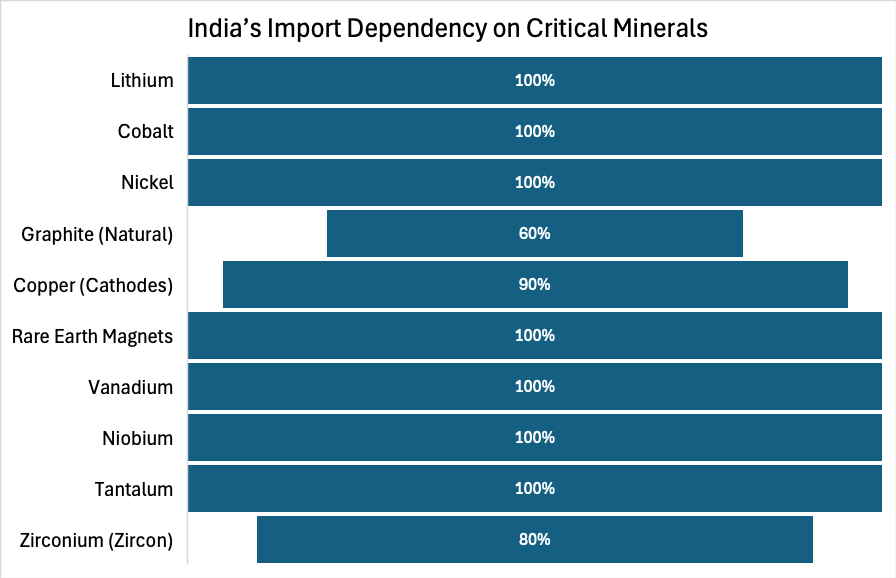 India’s Import Dependency on Critical Minerals
Lithium 100%
Cobalt 100%
Nickel 100%
Graphite (Natural) 60%
Copper (Cathodes) 90%
Rare Earth Magnets 100%
Vanadium 100%
Niobium 100%
Tantalum 100%
Zirconium (Zircon) 80%